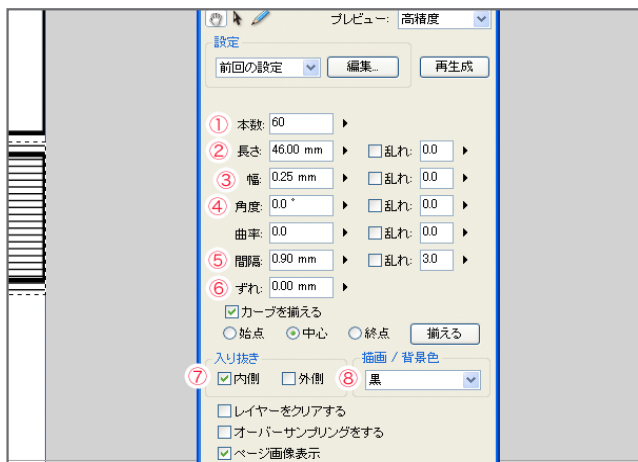 プレビュー: 高精度
設定
前回の設定 編集... 再生成
① 本数: 60
② 長さ: 46.00 mm 乱れ: 0.0
③ 幅: 0.25 mm 乱れ: 0.0
④ 角度: 0.0 ° 乱れ: 0.0
曲率: 0.0 乱れ: 0.0
⑤ 間隔: 0.90 mm 乱れ: 3.0
⑥ ずれ: 0.00 mm
カーブを揃える
始点 中心 終点 揃える
入り抜き 描画 / 背景色
⑦ 内側 外側 ⑧ 黒
レイヤーをクリアする
オーバーサンプリングをする
ページ画像表示